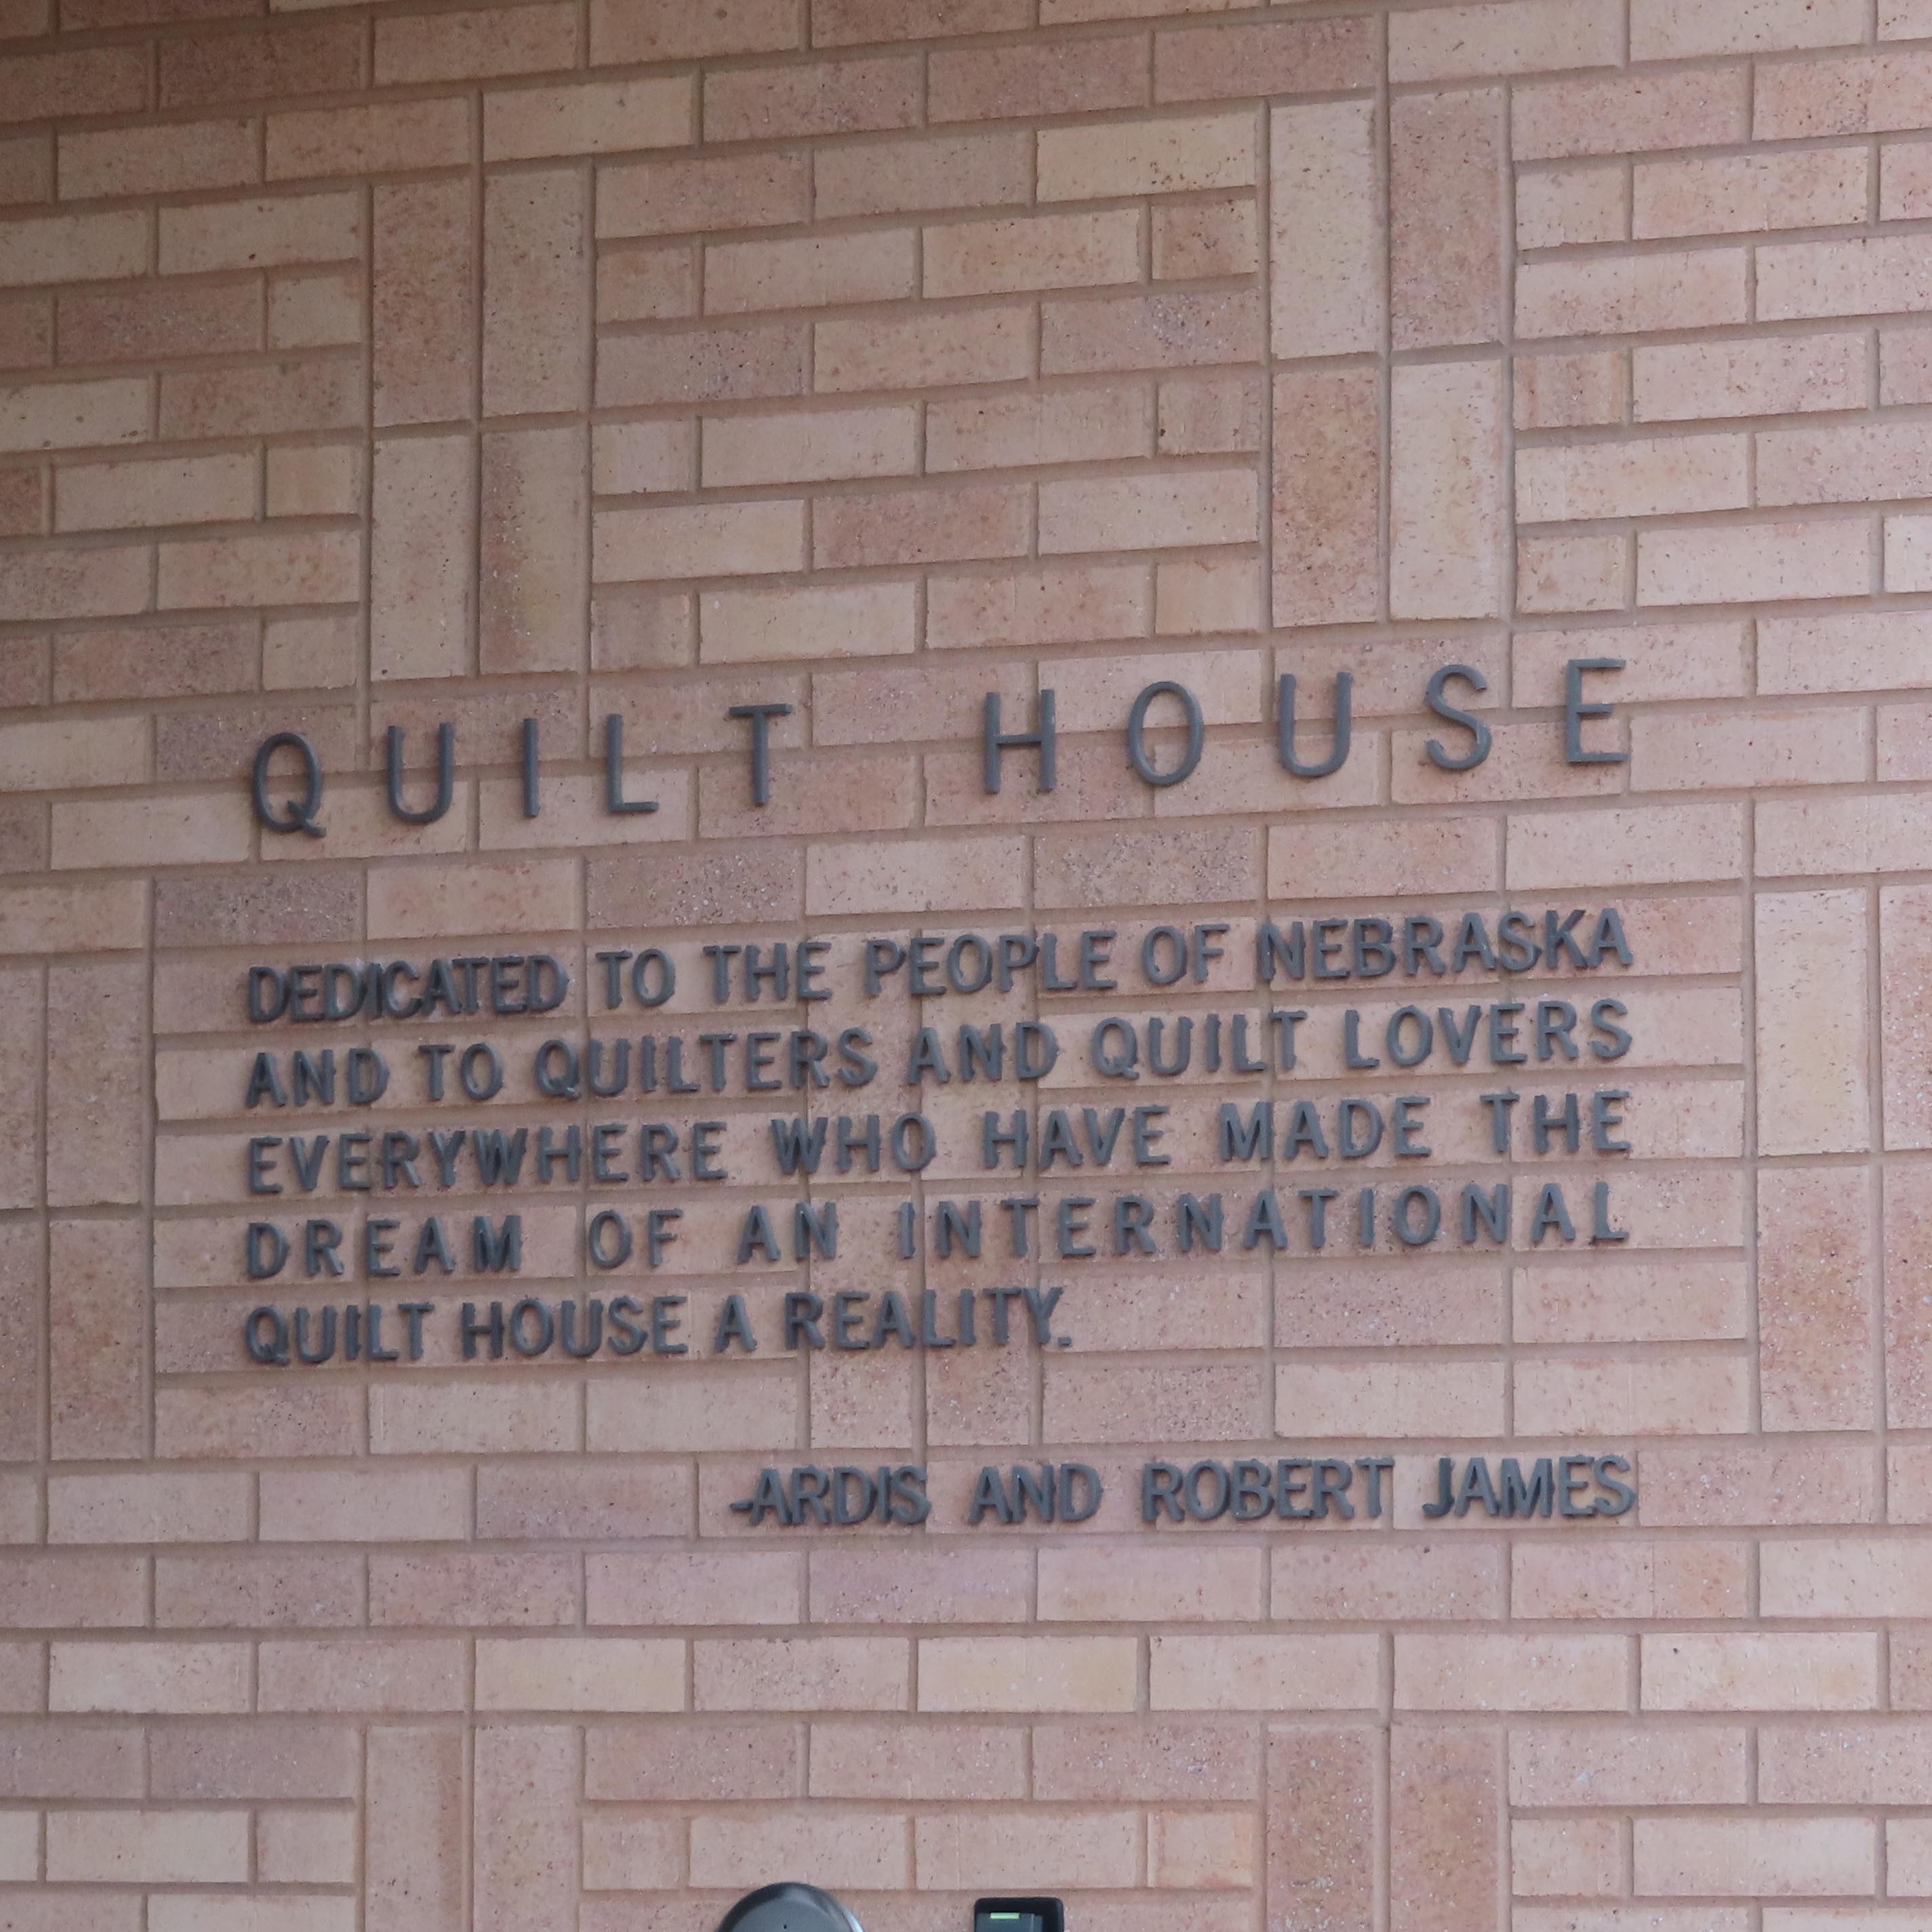 QUILT HOUSE
DEDICATED TO THE PEOPLE OF NEBRASKA
AND TO QUILTERS AND QUILT LOVERS
EVERYWHERE WHO HAVE MADE THE
DREAM OF AN INTERNATIONAL
QUILT HOUSE A REALITY.
-ARDIS AND ROBERT JAMES